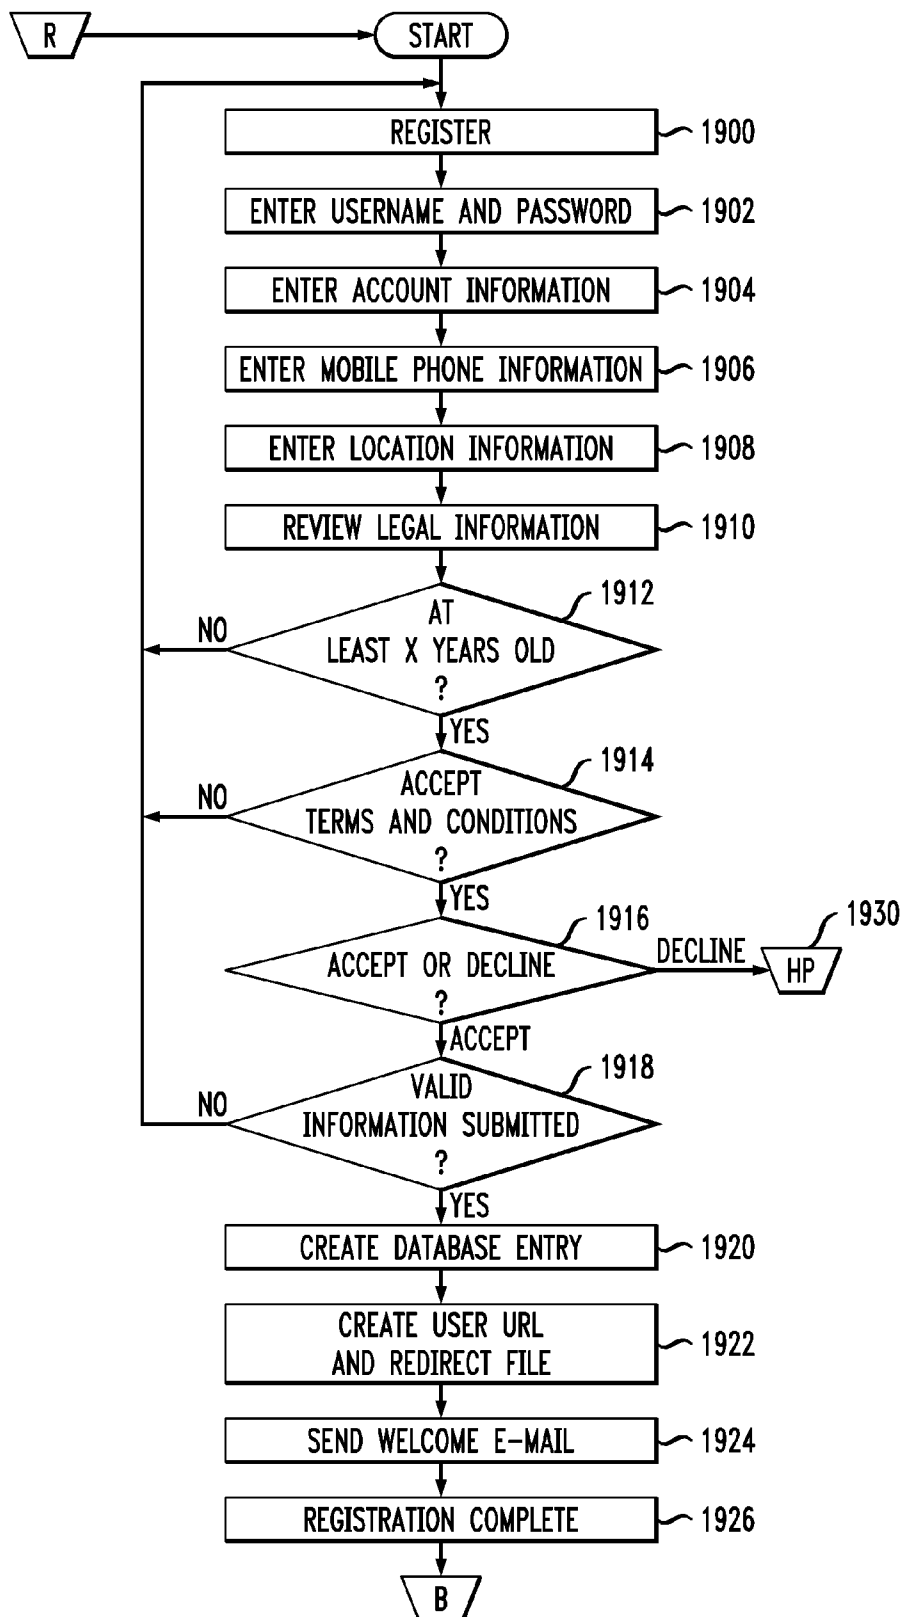 R
START
REGISTER
1900
ENTER USERNAME AND PASSWORD
1902
ENTER ACCOUNT INFORMATION
1904
ENTER MOBILE PHONE INFORMATION
1906
ENTER LOCATION INFORMATION
1908
REVIEW LEGAL INFORMATION
1910
1912
AT
LEAST X YEARS OLD
?
NO
YES
1914
ACCEPT
TERMS AND CONDITIONS
?
NO
YES
1916
ACCEPT OR DECLINE
?
DECLINE
1930
HP
ACCEPT
1918
VALID
INFORMATION SUBMITTED
?
NO
YES
CREATE DATABASE ENTRY
1920
CREATE USER URL
AND REDIRECT FILE
1922
SEND WELCOME E-MAIL
1924
REGISTRATION COMPLETE
1926
B